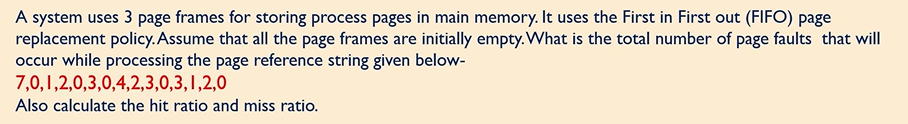 A system uses 3 page frames for storing process pages in main memory. It uses the First in First out (FIFO) page
replacement policy. Assume that all the page frames are initially empty. What is the total number of page faults that will
occur while processing the page reference string given below-
7,0,1,2,0,3,0,4,2,3,0,3,1,2,0
Also calculate the hit ratio and miss ratio.